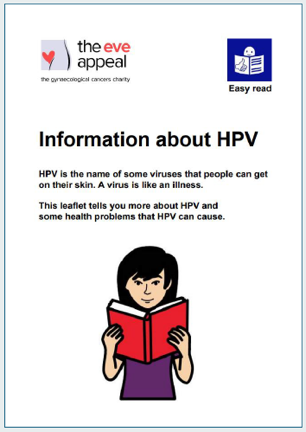 the eve
appeal
the gynaecological cancers charity
Easy read
Information about HPV
HPV is the name of some viruses that people can get
on their skin. A virus is like an illness.
This leaflet tells you more about HPV and
some health problems that HPV can cause.